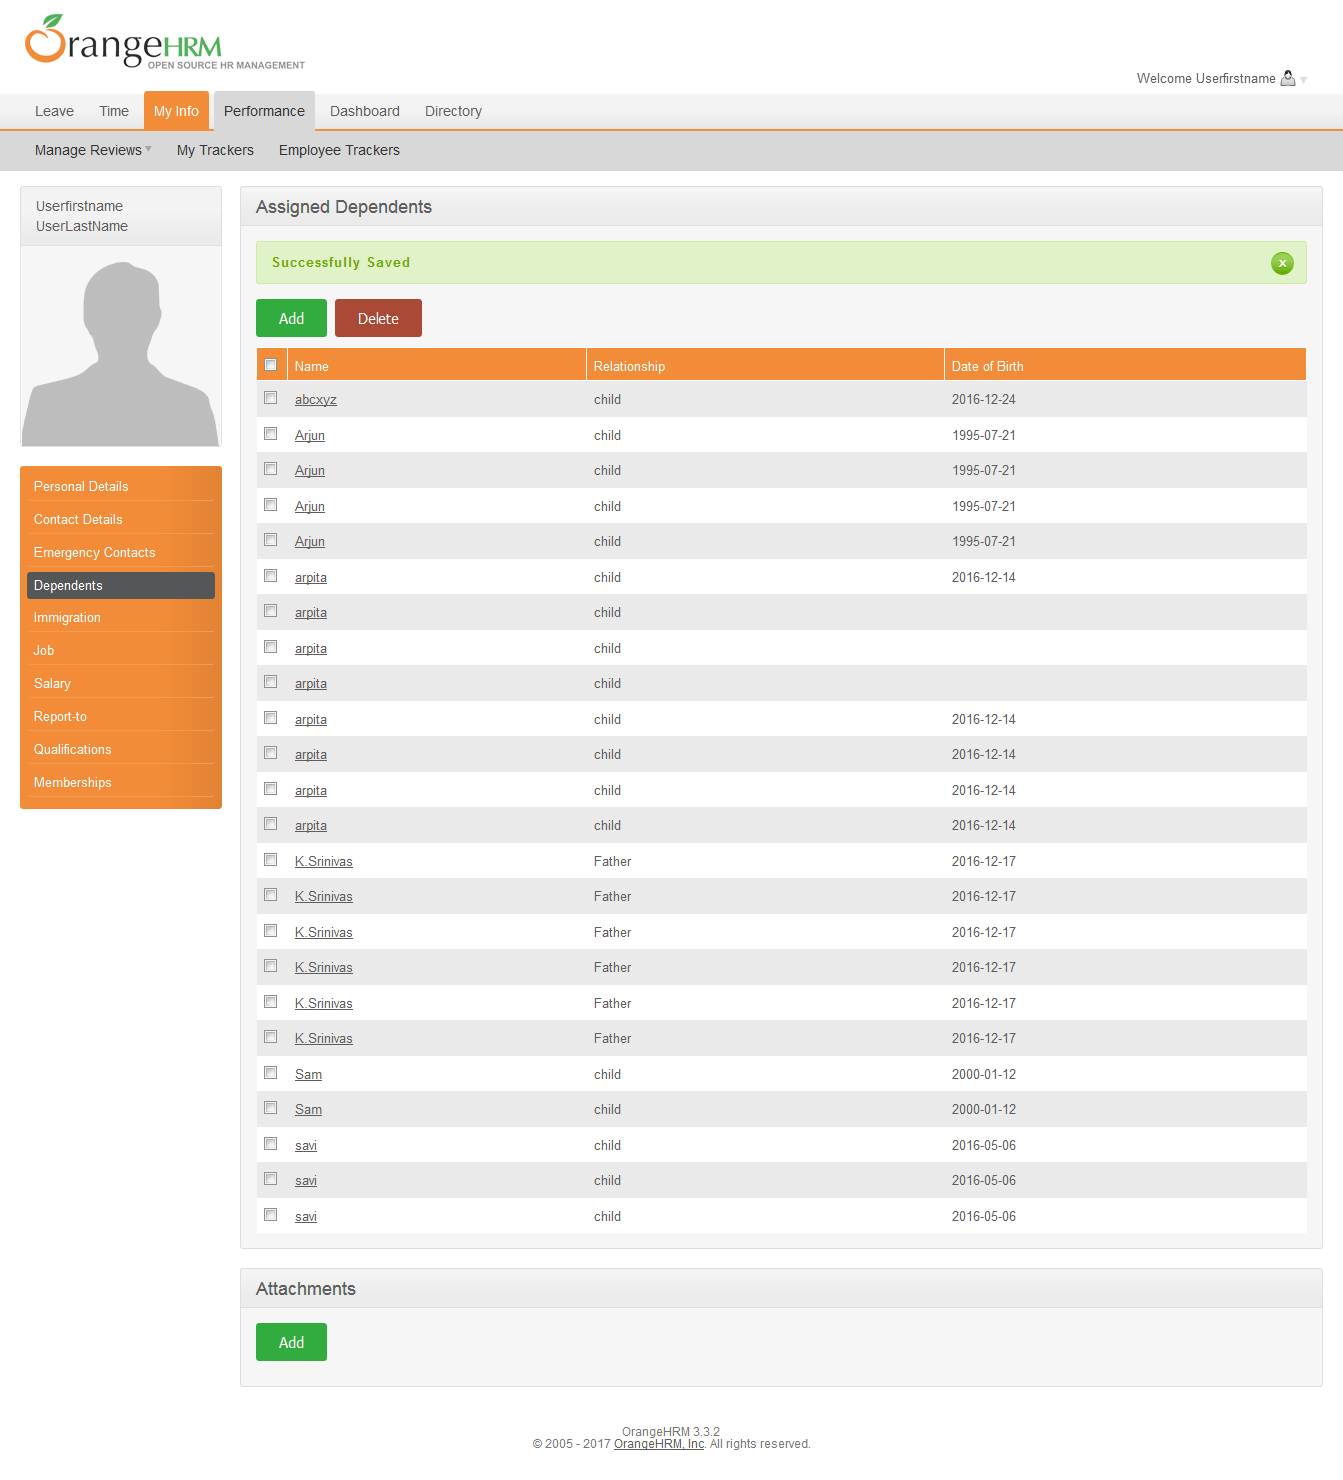 OrangeHRM
OPEN SOURCE HR MANAGEMENT
Welcome Userfirstname
Leave Time My Info Performance Dashboard Directory
Manage Reviews My Trackers Employee Trackers
Userfirstname
UserLastName
Personal Details
Contact Details
Emergency Contacts
Dependents
Immigration
Job
Salary
Report-to
Qualifications
Memberships
Assigned Dependents
Successfully Saved x
Add Delete
Name Relationship Date of Birth
abcxyz child 2016-12-24
Arjun child 1995-07-21
Arjun child 1995-07-21
Arjun child 1995-07-21
Arjun child 1995-07-21
arpita child 2016-12-14
arpita child
arpita child
arpita child
arpita child 2016-12-14
arpita child 2016-12-14
arpita child 2016-12-14
arpita child 2016-12-14
K.Srinivas Father 2016-12-17
K.Srinivas Father 2016-12-17
K.Srinivas Father 2016-12-17
K.Srinivas Father 2016-12-17
K.Srinivas Father 2016-12-17
K.Srinivas Father 2016-12-17
Sam child 2000-01-12
Sam child 2000-01-12
savi child 2016-05-06
savi child 2016-05-06
savi child 2016-05-06
Attachments
Add
OrangeHRM 3.3.2
© 2005 - 2017 OrangeHRM, Inc. All rights reserved.